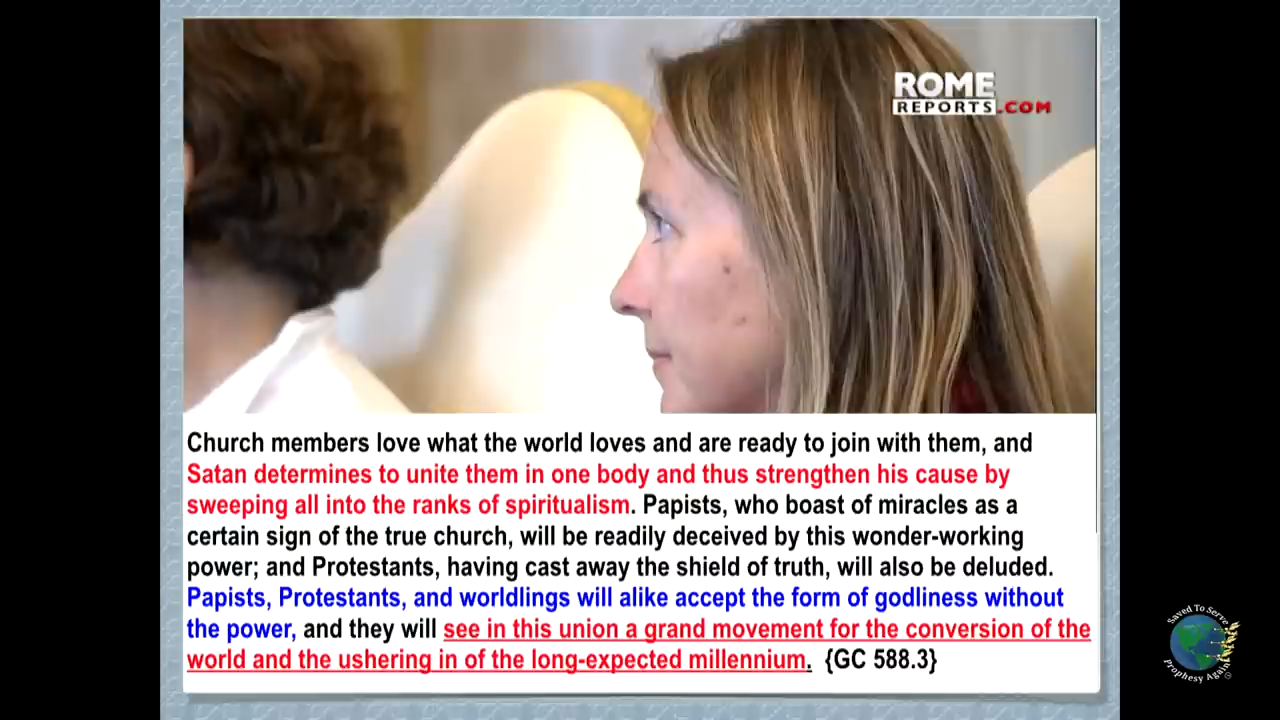 ROME
REPORTS.COM
Church members love what the world loves and are ready to join with them, and
Satan determines to unite them in one body and thus strengthen his cause by
sweeping all into the ranks of spiritualism. Papists, who boast of miracles as a
certain sign of the true church, will be readily deceived by this wonder-working
power; and Protestants, having cast away the shield of truth, will also be deluded.
Papists, Protestants, and worldlings will alike accept the form of godliness without
the power, and they will see in this union a grand movement for the conversion of the
world and the ushering in of the long-expected millennium. {GC 588.3}
Saved To Serve
Prophesy Again